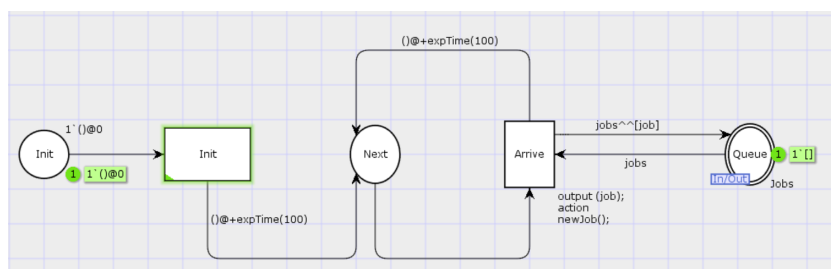 ()@+expTime(100)
1`()@0
Init
1 1`()@0
Init
()@+expTime(100)
Next
Arrive
output (job);
action
newJob();
jobs^^[job]
jobs
Queue
1 1`[]
In/Out
Jobs